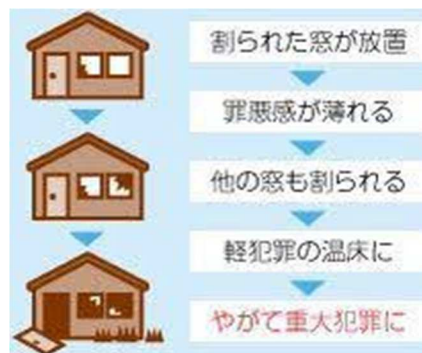 割られた窓が放置
罪悪感が薄れる
他の窓も割られる
軽犯罪の温床に
やがて重大犯罪に